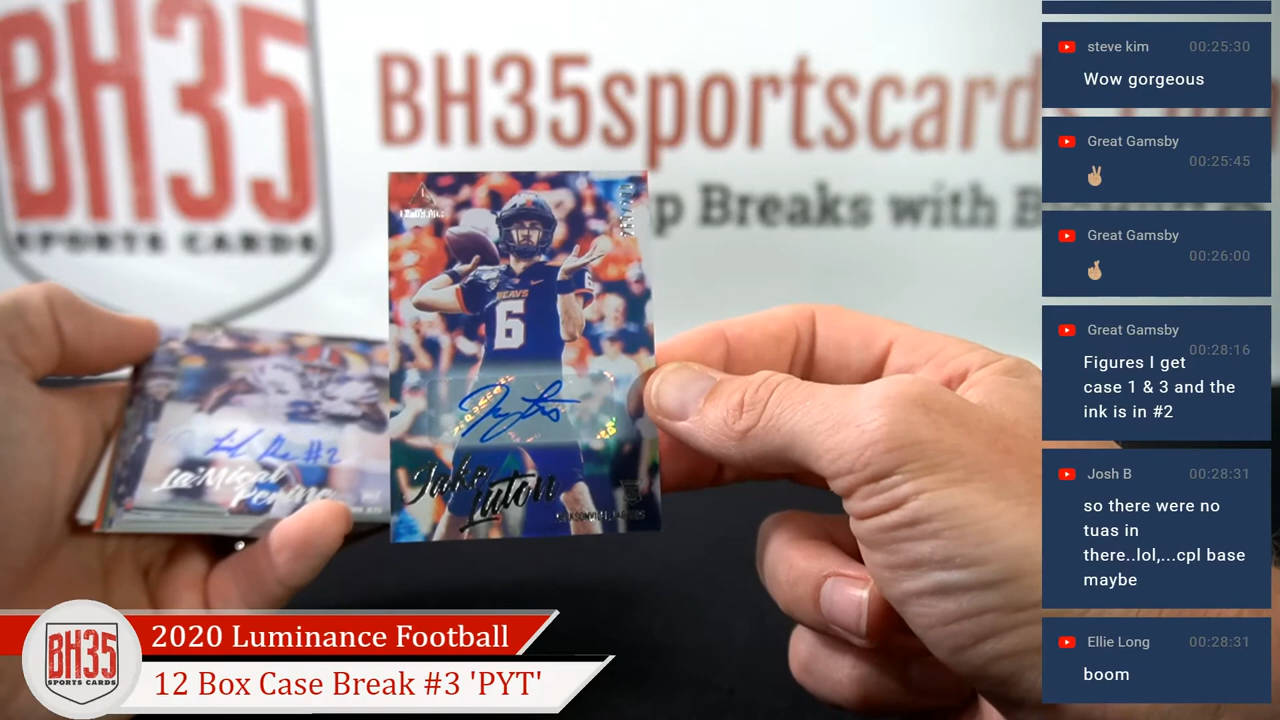 BH35
SPORTS CARDS
BH35sportscard
p Breaks with B
BEAVS
6
6
Jake
Luton
#2
La'Mical
Perine
steve kim 00:25:30
Wow gorgeous
Great Gamsby
00:25:45
✌🏼
Great Gamsby
00:26:00
🤞🏼
Great Gamsby
00:28:16
Figures I get
case 1 & 3 and the
ink is in #2
Josh B 00:28:31
so there were no
tuas in
there..lol,...cpl base
maybe
Ellie Long 00:28:31
boom
BH35
SPORTS CARDS
2020 Luminance Football
12 Box Case Break #3 'PYT'